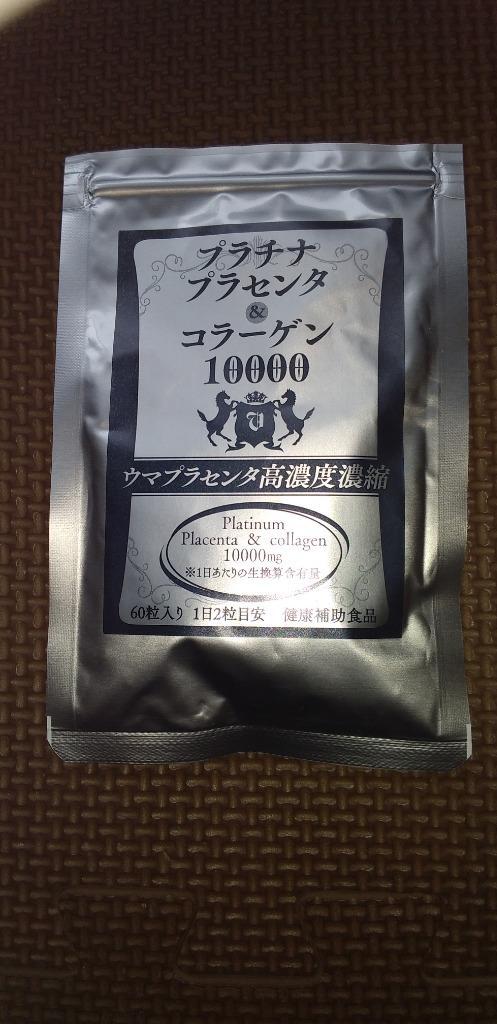 プラチナ
プラセンタ
&
コラーゲン
10000
ウマプラセンタ高濃度濃縮
Platinum
Placenta & collagen
10000mg
※1日あたりの生換算含有量
60粒入り 1日2粒目安 健康補助食品